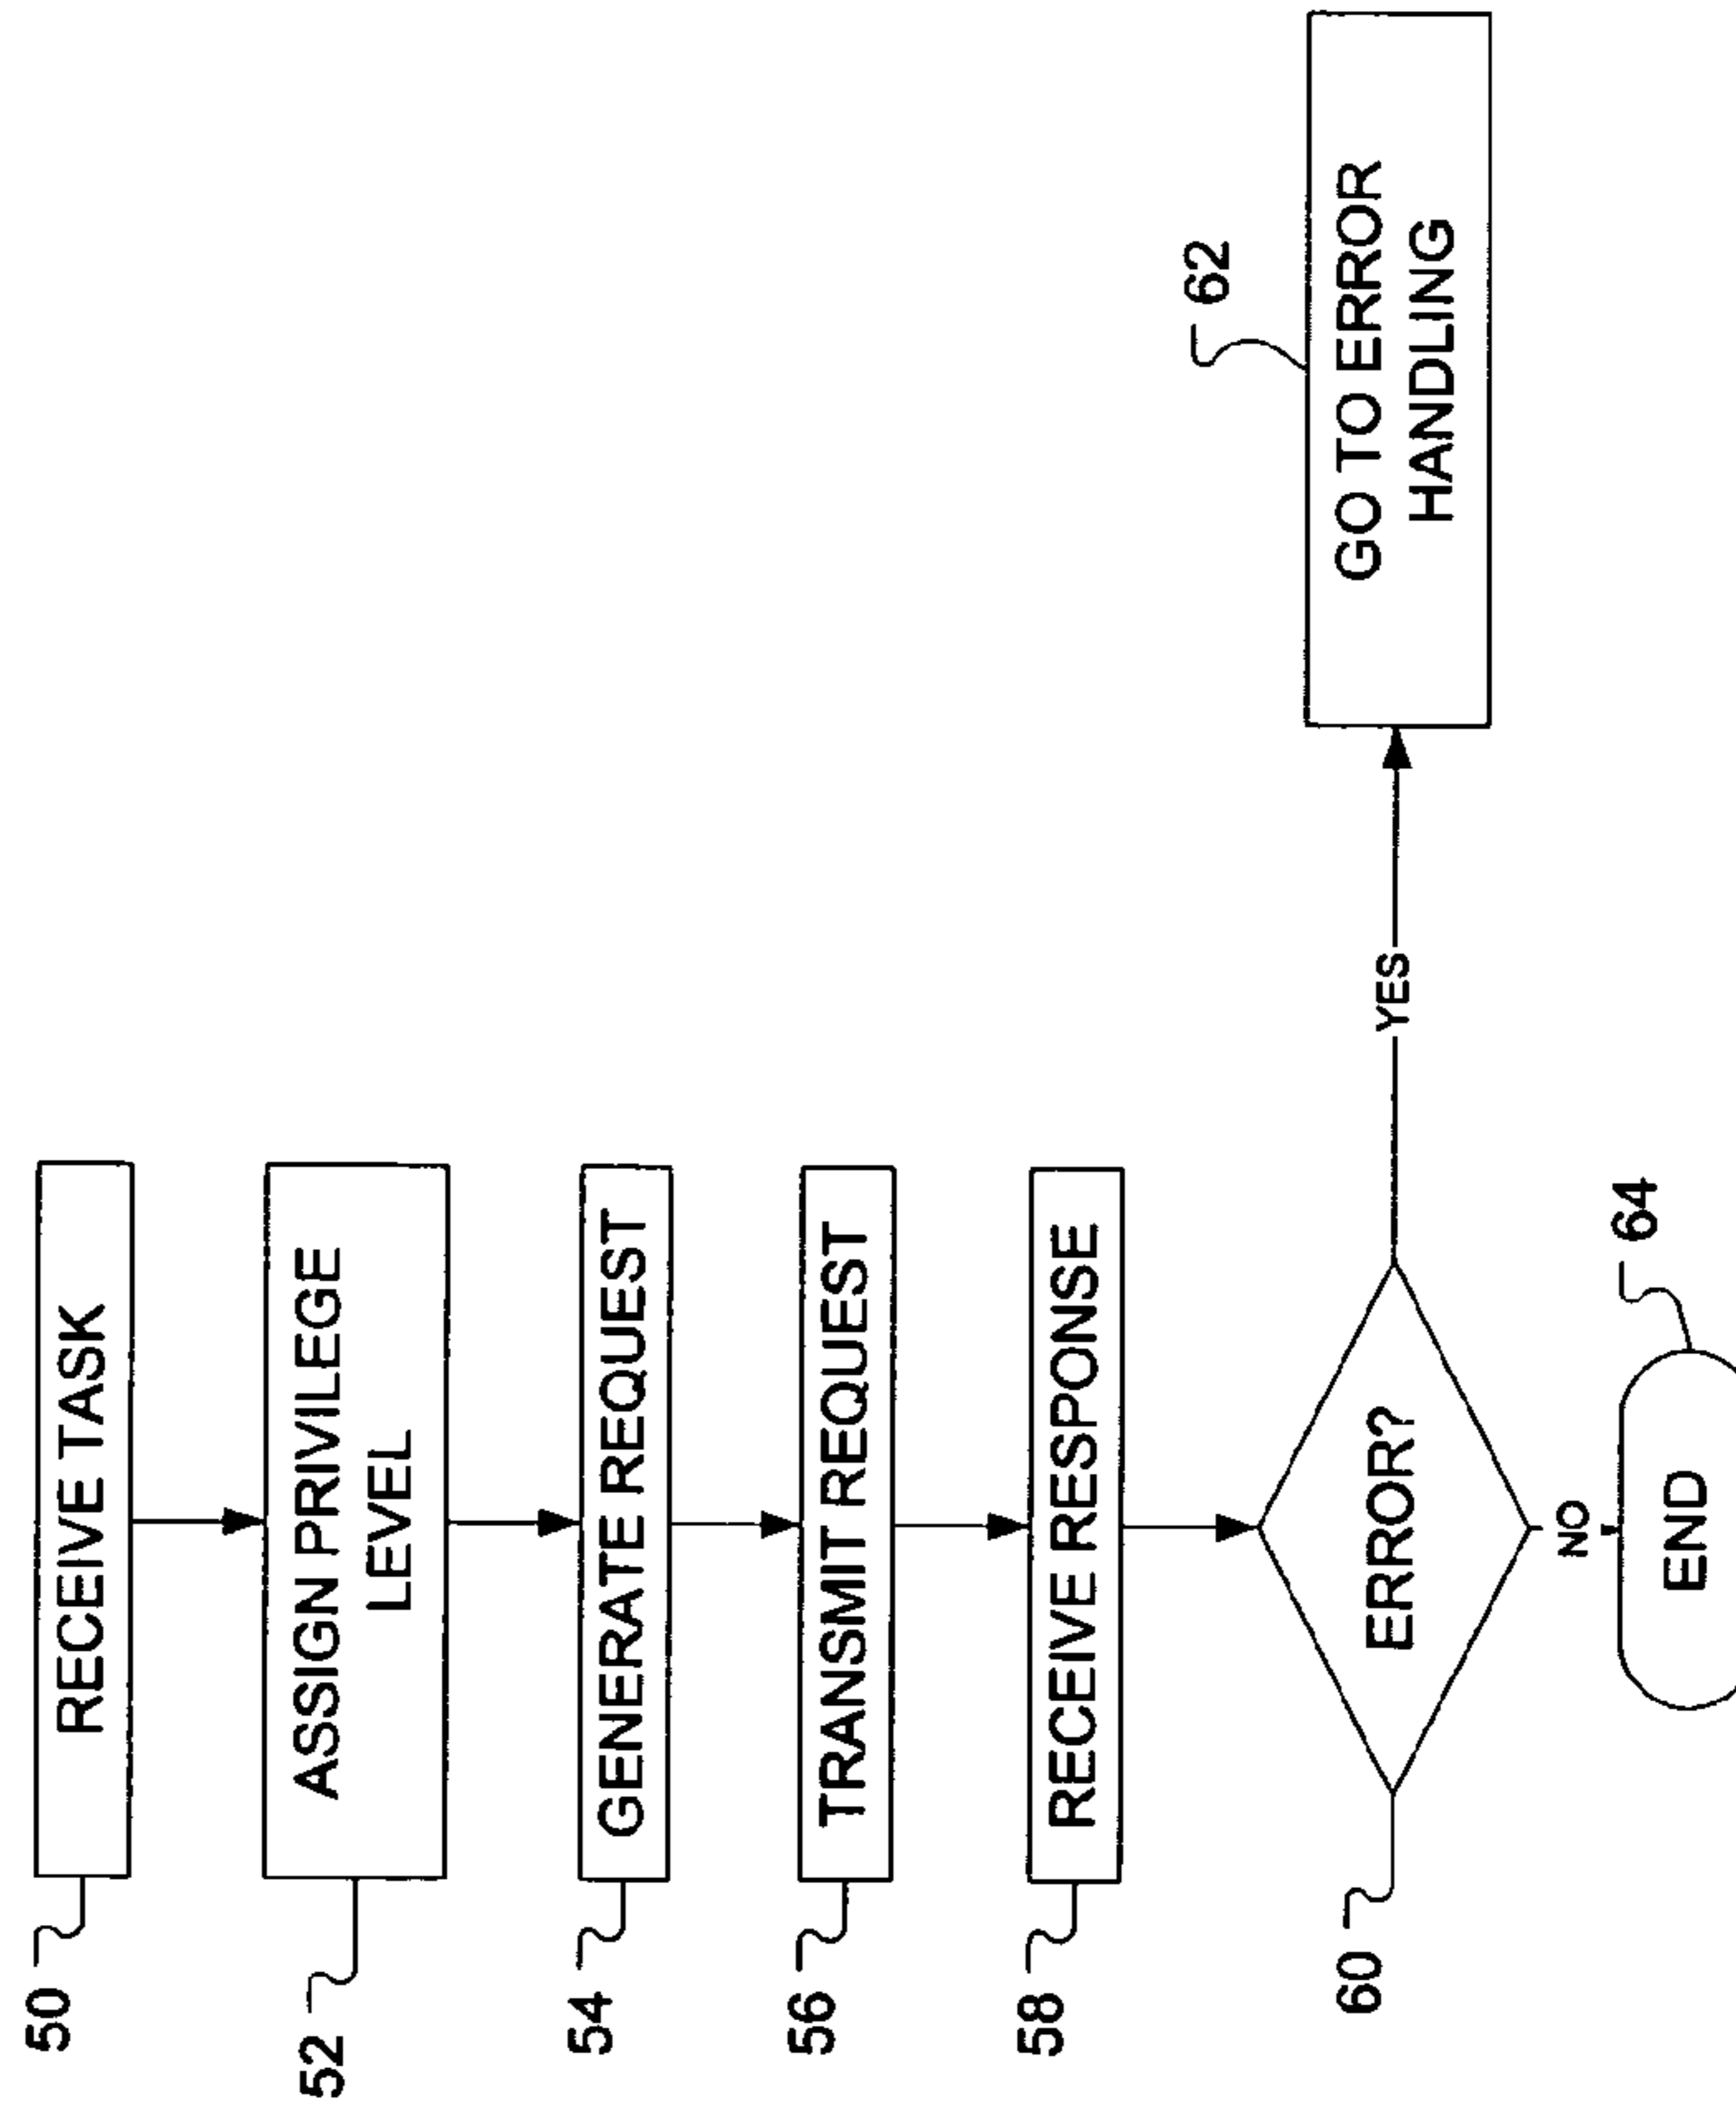 50
RECEIVE TASK
52
ASSIGN PRIVILEGE
LEVEL
54
GENERATE REQUEST
56
TRANSMIT REQUEST
58
RECEIVE RESPONSE
60
ERROR?
YES
62
GO TO ERROR
HANDLING
NO
64
END